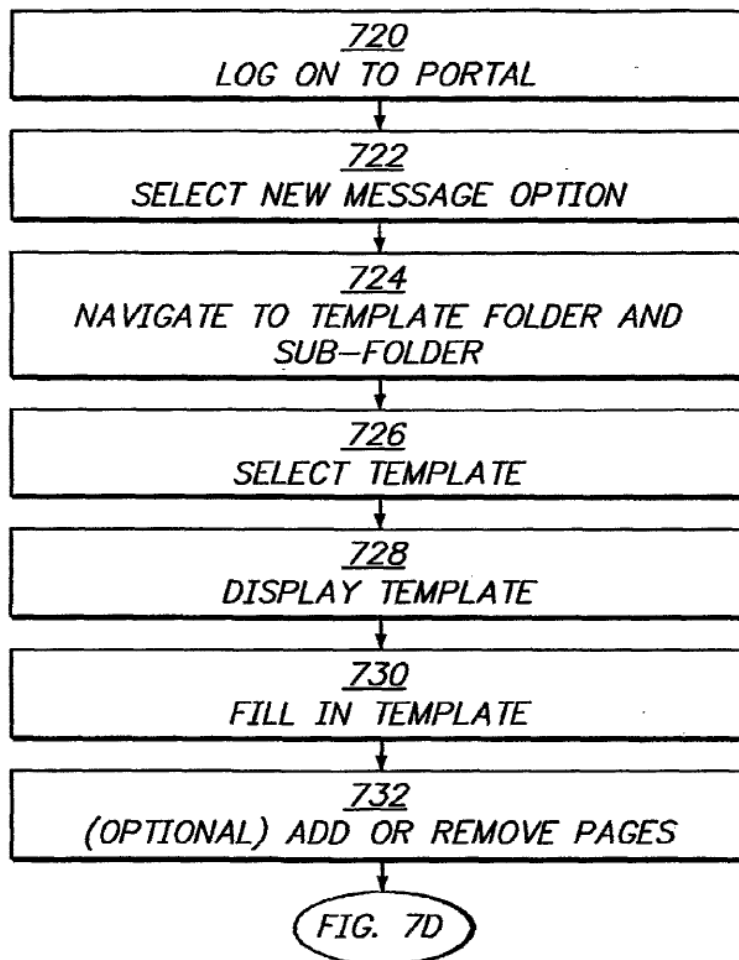 720
LOG ON TO PORTAL
722
SELECT NEW MESSAGE OPTION
724
NAVIGATE TO TEMPLATE FOLDER AND
SUB-FOLDER
726
SELECT TEMPLATE
728
DISPLAY TEMPLATE
730
FILL IN TEMPLATE
732
(OPTIONAL) ADD OR REMOVE PAGES
FIG. 7D